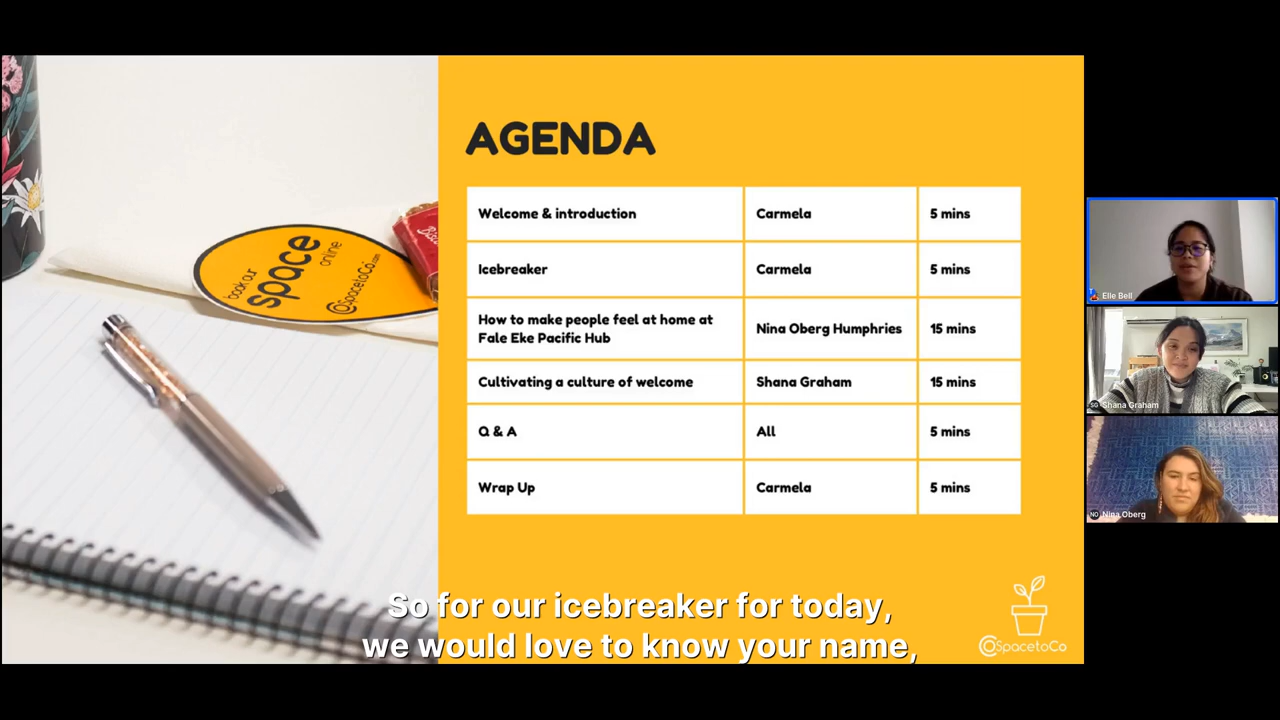 AGENDA
Welcome & introduction Carmela 5 mins
Icebreaker Carmela 5 mins
How to make people feel at home at
Fale Eke Pacific Hub Nina Oberg Humphries 15 mins
Cultivating a culture of welcome Shana Graham 15 mins
Q & A All 5 mins
Wrap Up Carmela 5 mins
book our
space
online
SpacetoCo.com
SpacetoCo
Elle Bell
SG Shana Graham
NO Nina Oberg
So for our icebreaker for today,
we would love to know your name,